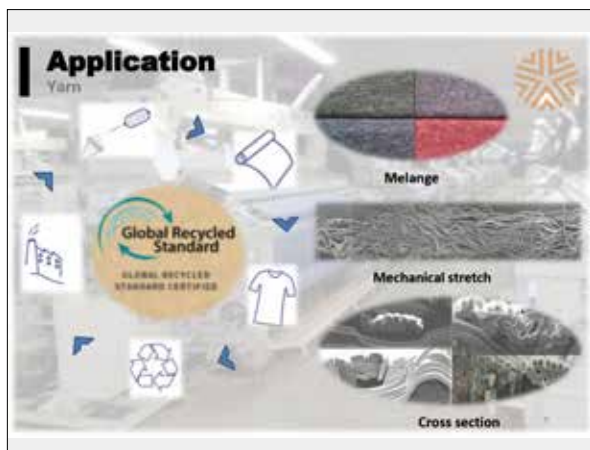 Application
Yarn
Global Recycled
Standard
GLOBAL RECYCLED
STANDARD CERTIFIED
Melange
Mechanical stretch
Cross section